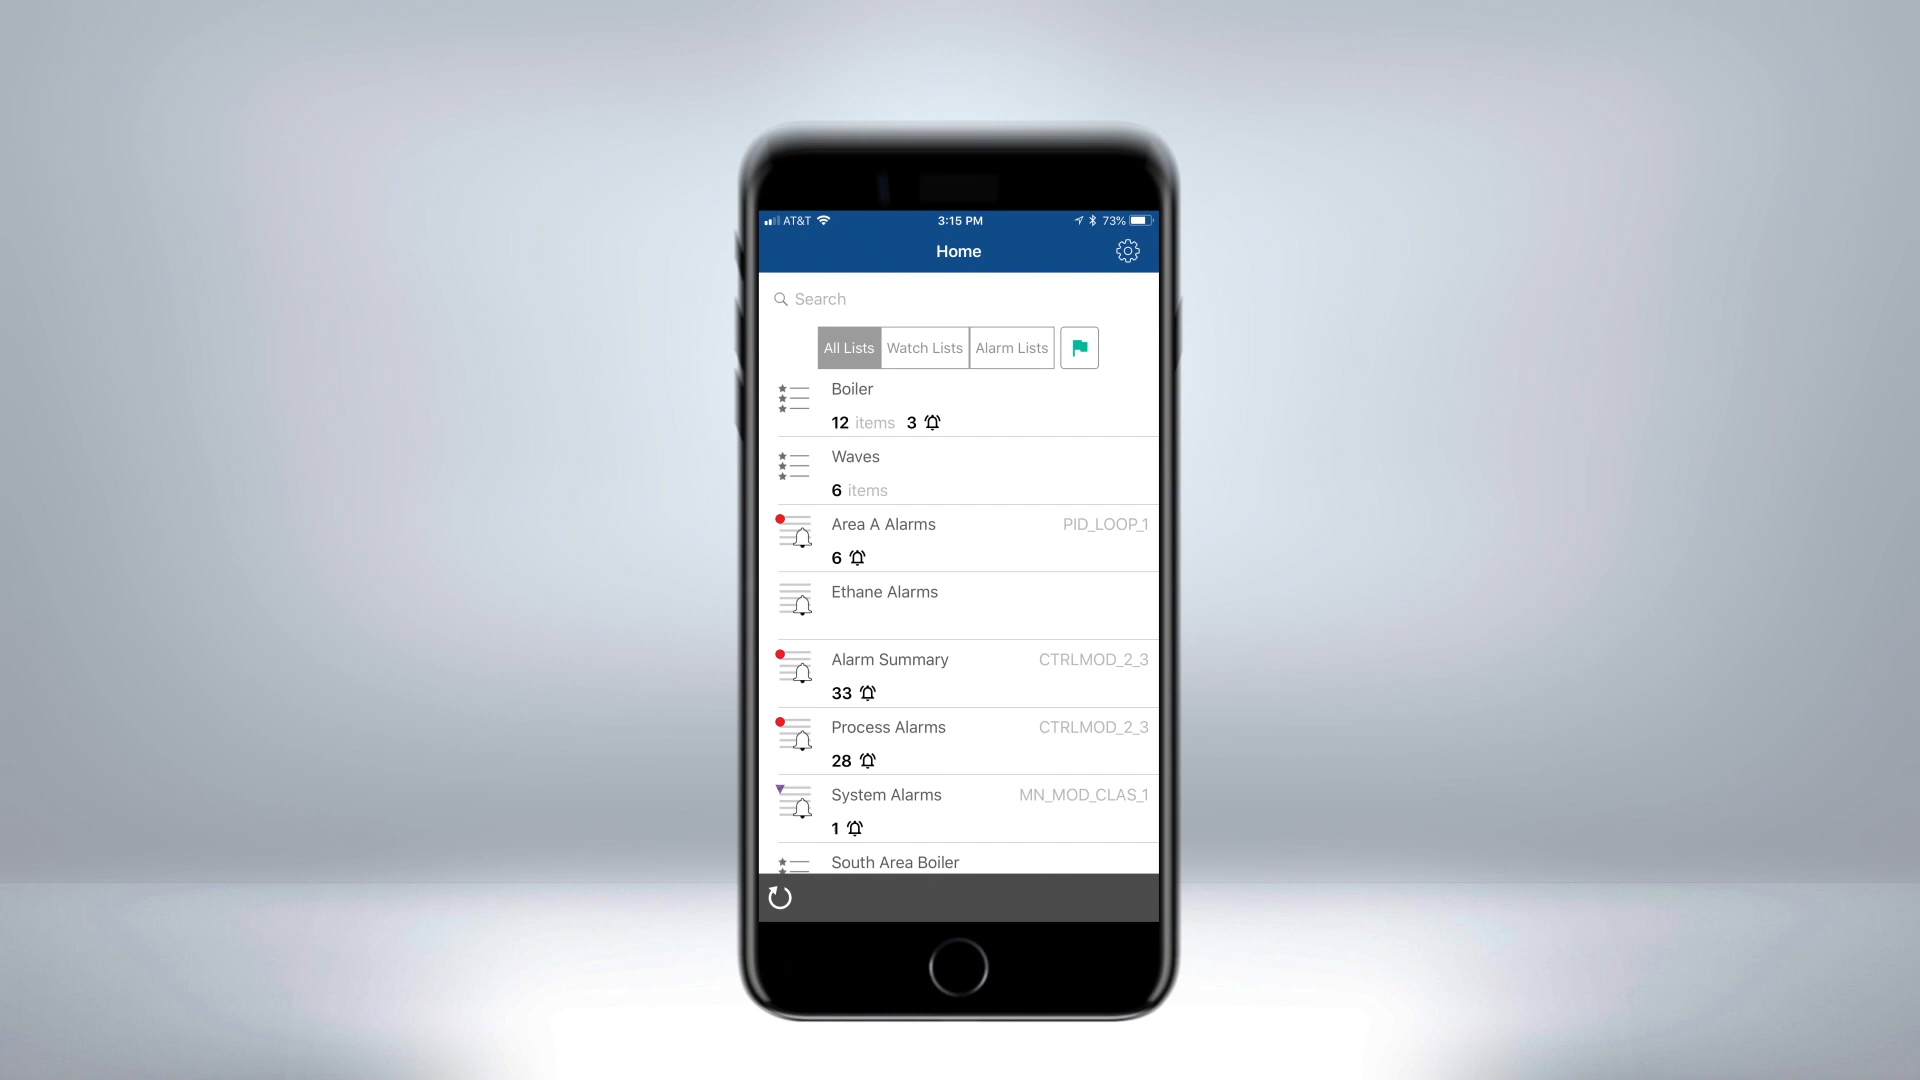 AT&T 3:15 PM 73%
Home
Search
All Lists Watch Lists Alarm Lists
Boiler
12 items 3
Waves
6 items
Area A Alarms PID_LOOP_1
6
Ethane Alarms
Alarm Summary CTRLMOD_2_3
33
Process Alarms CTRLMOD_2_3
28
System Alarms MN_MOD_CLAS_1
1
South Area Boiler